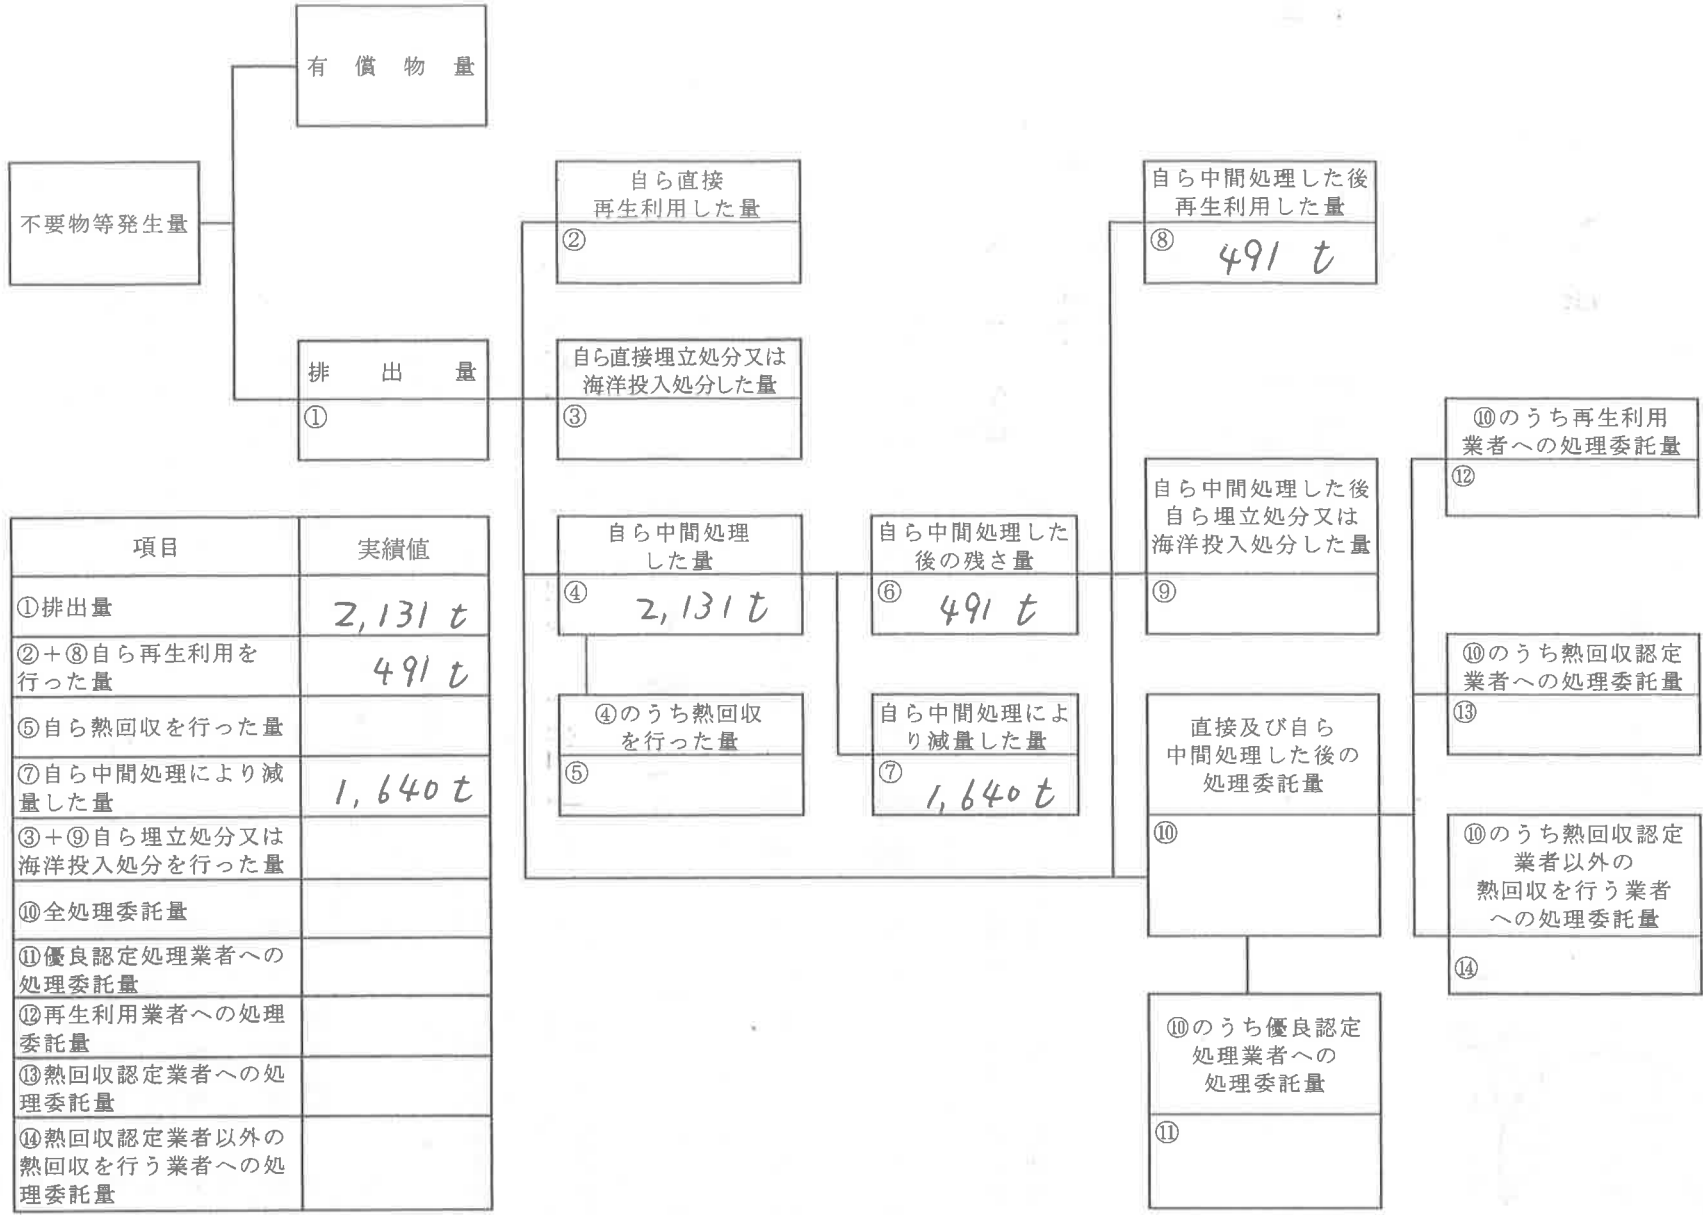 有償物量
不要物等発生量
排出量
①
自ら直接
再生利用した量
②
自ら直接埋立処分又は
海洋投入処分した量
③
自ら中間処理
した量
④
2,131 t
④のうち熱回収
を行った量
⑤
自ら中間処理した
後の残さ量
⑥
491 t
自ら中間処理によ
り減量した量
⑦
1,640 t
自ら中間処理した後
再生利用した量
⑧
491 t
自ら中間処理した後
自ら埋立処分又は
海洋投入処分した量
⑨
直接及び自ら
中間処理した後の
処理委託量
⑩
⑩のうち優良認定
処理業者への
処理委託量
⑪
⑩のうち再生利用
業者への処理委託量
⑫
⑩のうち熱回収認定
業者への処理委託量
⑬
⑩のうち熱回収認定
業者以外の
熱回収を行う業者
への処理委託量
⑭
項目 実績値
①排出量 2,131 t
②+⑧自ら再生利用を
行った量 491 t
⑤自ら熱回収を行った量
⑦自ら中間処理により減
量した量 1,640 t
③+⑨自ら埋立処分又は
海洋投入処分を行った量
⑩全処理委託量
⑪優良認定処理業者への
処理委託量
⑫再生利用業者への処理
委託量
⑬熱回収認定業者への処
理委託量
⑭熱回収認定業者以外の
熱回収を行う業者への処
理委託量